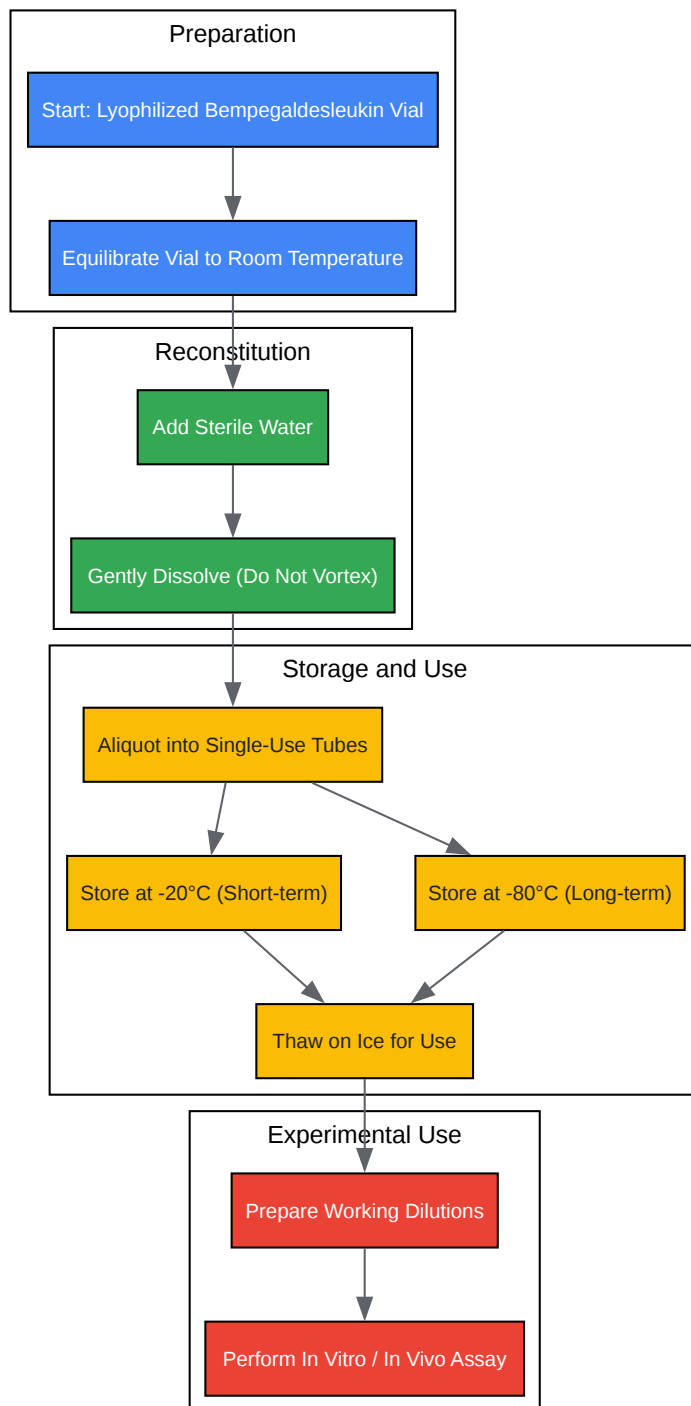 Preparation
Start: Lyophilized Bempegaldesleukin Vial
Equilibrate Vial to Room Temperature
Reconstitution
Add Sterile Water
Gently Dissolve (Do Not Vortex)
Storage and Use
Aliquot into Single-Use Tubes
Store at -20°C (Short-term)
Store at -80°C (Long-term)
Thaw on Ice for Use
Experimental Use
Prepare Working Dilutions
Perform In Vitro / In Vivo Assay